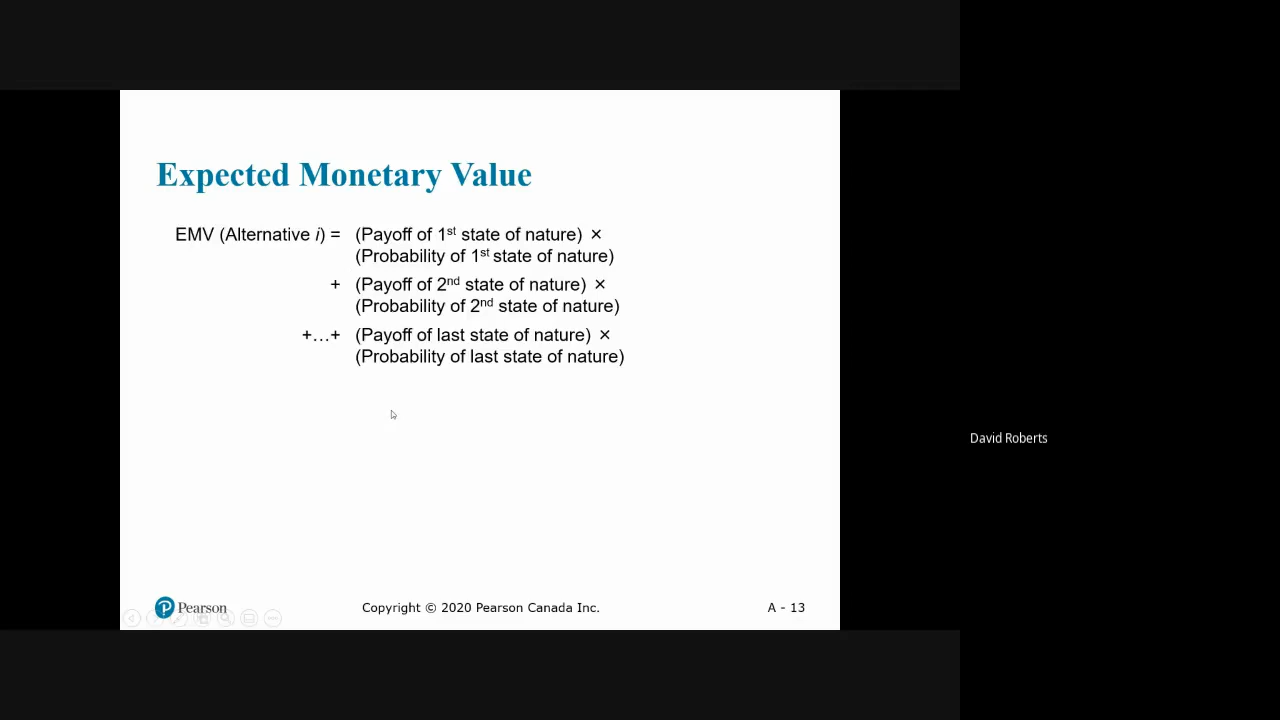 Expected Monetary Value
EMV (Alternative i) = (Payoff of 1st state of nature) ×
(Probability of 1st state of nature)
+ (Payoff of 2nd state of nature) ×
(Probability of 2nd state of nature)
+…+ (Payoff of last state of nature) ×
(Probability of last state of nature)
David Roberts
Pearson Copyright © 2020 Pearson Canada Inc. A - 13